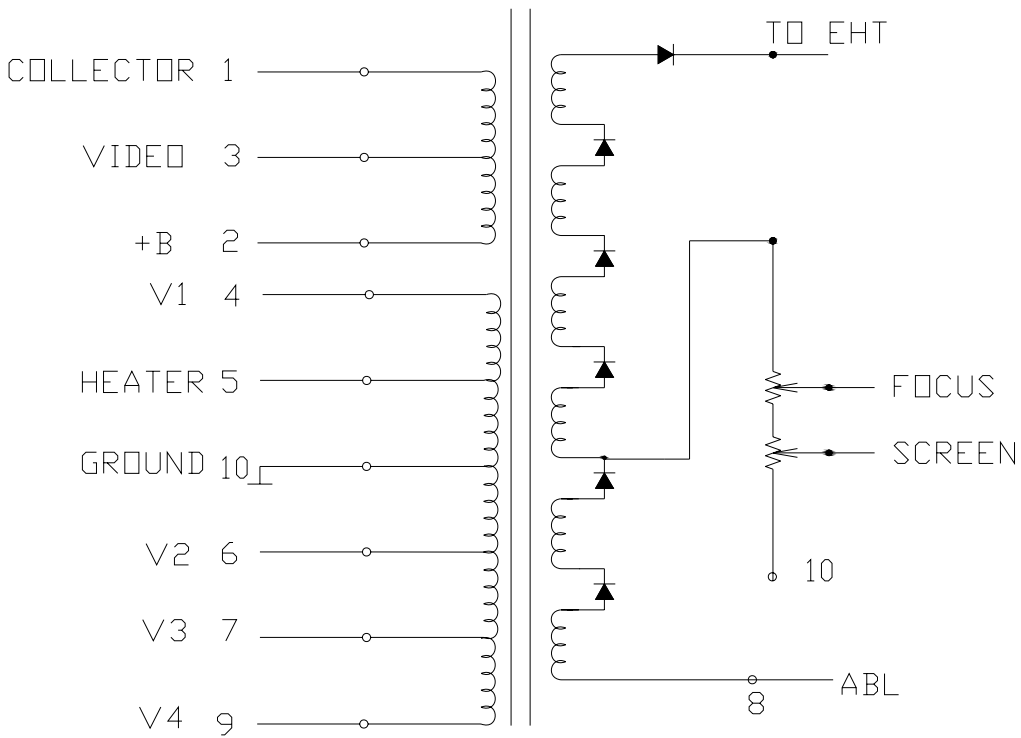 TO EHT
COLLECTOR 1
VIDEO 3
+B 2
V1 4
HEATER 5
FOCUS
GROUND 10
SCREEN
V2 6
10
V3 7
ABL
8
V4 9